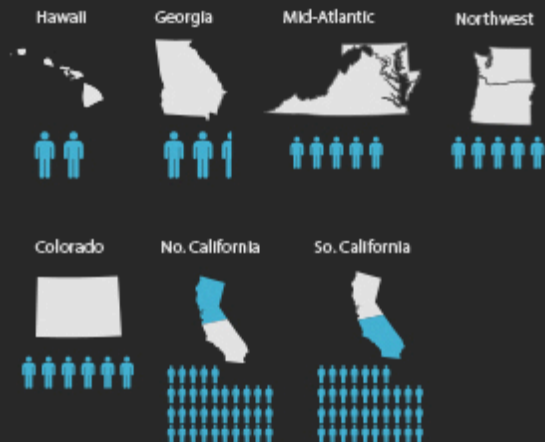 Hawaii
Georgia
Mid-Atlantic
Northwest
Colorado
No. California
So. California